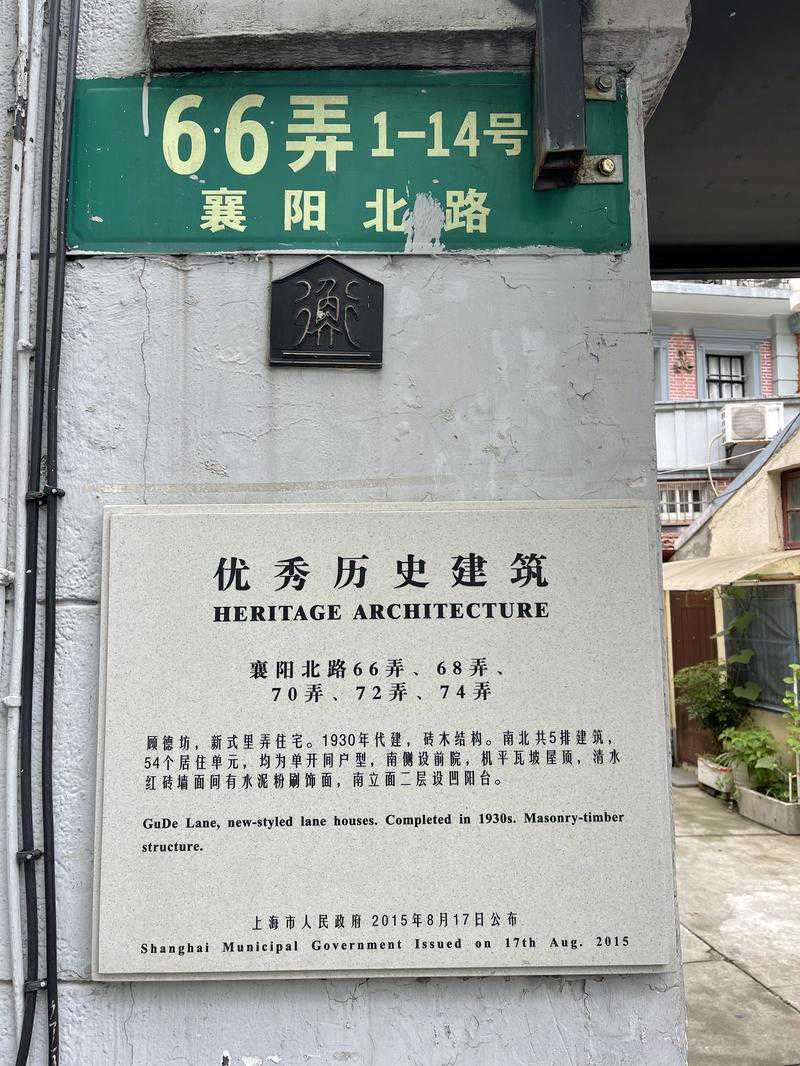 66弄 1-14号
襄阳北路
优秀历史建筑
HERITAGE ARCHITECTURE
襄阳北路66弄、68弄、
70弄、72弄、74弄
顾德坊，新式里弄住宅。1930年代建，砖木结构。南北共5排建筑，
54个居住单元，均为单开间户型，南侧设前院，机平瓦坡屋顶，清水
红砖墙面间有水泥粉刷饰面，南立面二层设凹阳台。
GuDe Lane, new-styled lane houses. Completed in 1930s. Masonry-timber
structure.
上海市人民政府 2015年8月17日公布
Shanghai Municipal Government Issued on 17th Aug. 2015